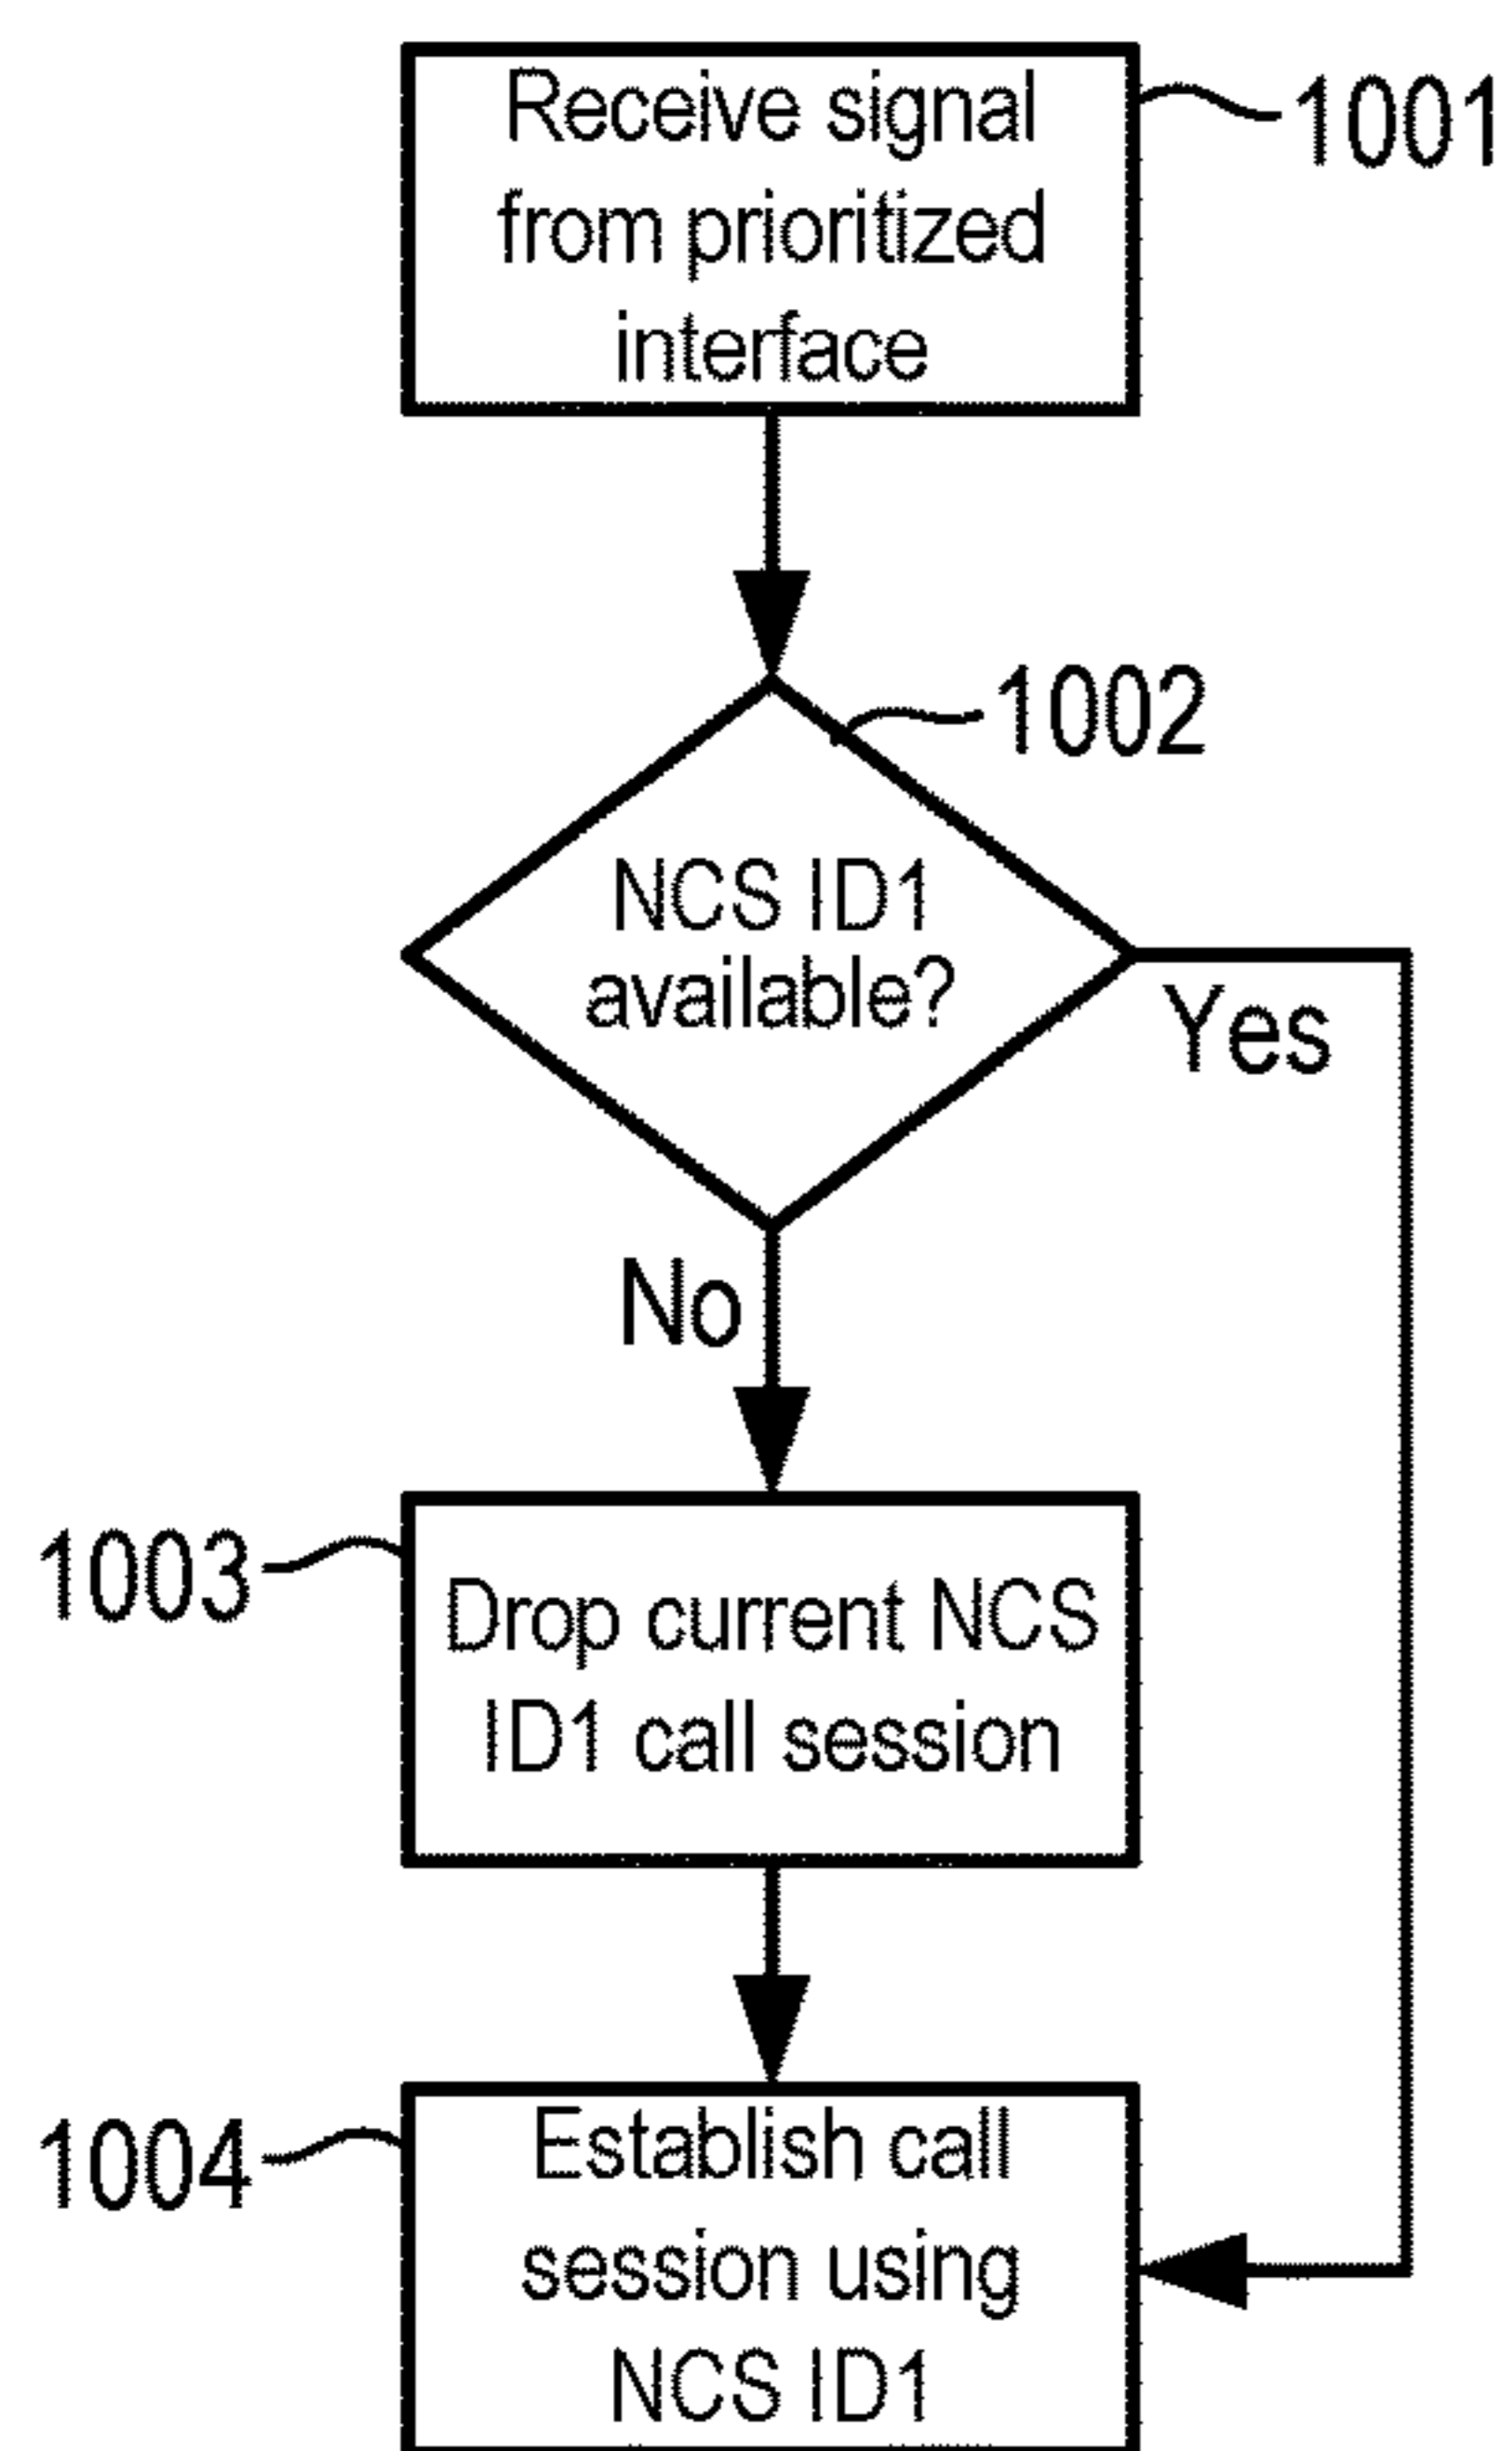 Receive signal
from prioritized
interface
1001
1002
NCS ID1
available?
Yes
No
1003
Drop current NCS
ID1 call session
1004
Establish call
session using
NCS ID1